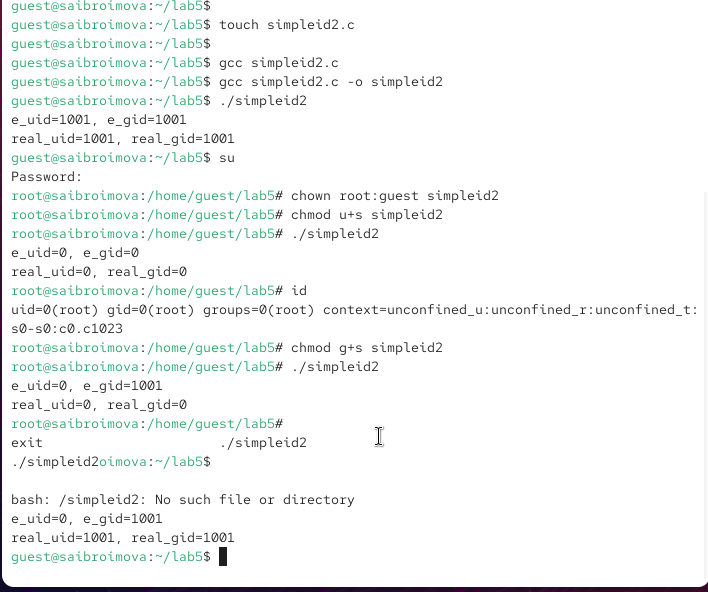 guest@saibroimova:~/lab5$
guest@saibroimova:~/lab5$ touch simpleid2.c
guest@saibroimova:~/lab5$
guest@saibroimova:~/lab5$ gcc simpleid2.c
guest@saibroimova:~/lab5$ gcc simpleid2.c -o simpleid2
guest@saibroimova:~/lab5$ ./simpleid2
e_uid=1001, e_gid=1001
real_uid=1001, real_gid=1001
guest@saibroimova:~/lab5$ su
Password:
root@saibroimova:/home/guest/lab5# chown root:guest simpleid2
root@saibroimova:/home/guest/lab5# chmod u+s simpleid2
root@saibroimova:/home/guest/lab5# ./simpleid2
e_uid=0, e_gid=0
real_uid=0, real_gid=0
root@saibroimova:/home/guest/lab5# id
uid=0(root) gid=0(root) groups=0(root) context=unconfined_u:unconfined_r:unconfined_t:
s0-s0:c0.c1023
root@saibroimova:/home/guest/lab5# chmod g+s simpleid2
root@saibroimova:/home/guest/lab5# ./simpleid2
e_uid=0, e_gid=1001
real_uid=0, real_gid=0
root@saibroimova:/home/guest/lab5#
exit                      ./simpleid2
./simpleid2oimova:~/lab5$
bash: /simpleid2: No such file or directory
e_uid=0, e_gid=1001
real_uid=1001, real_gid=1001
guest@saibroimova:~/lab5$